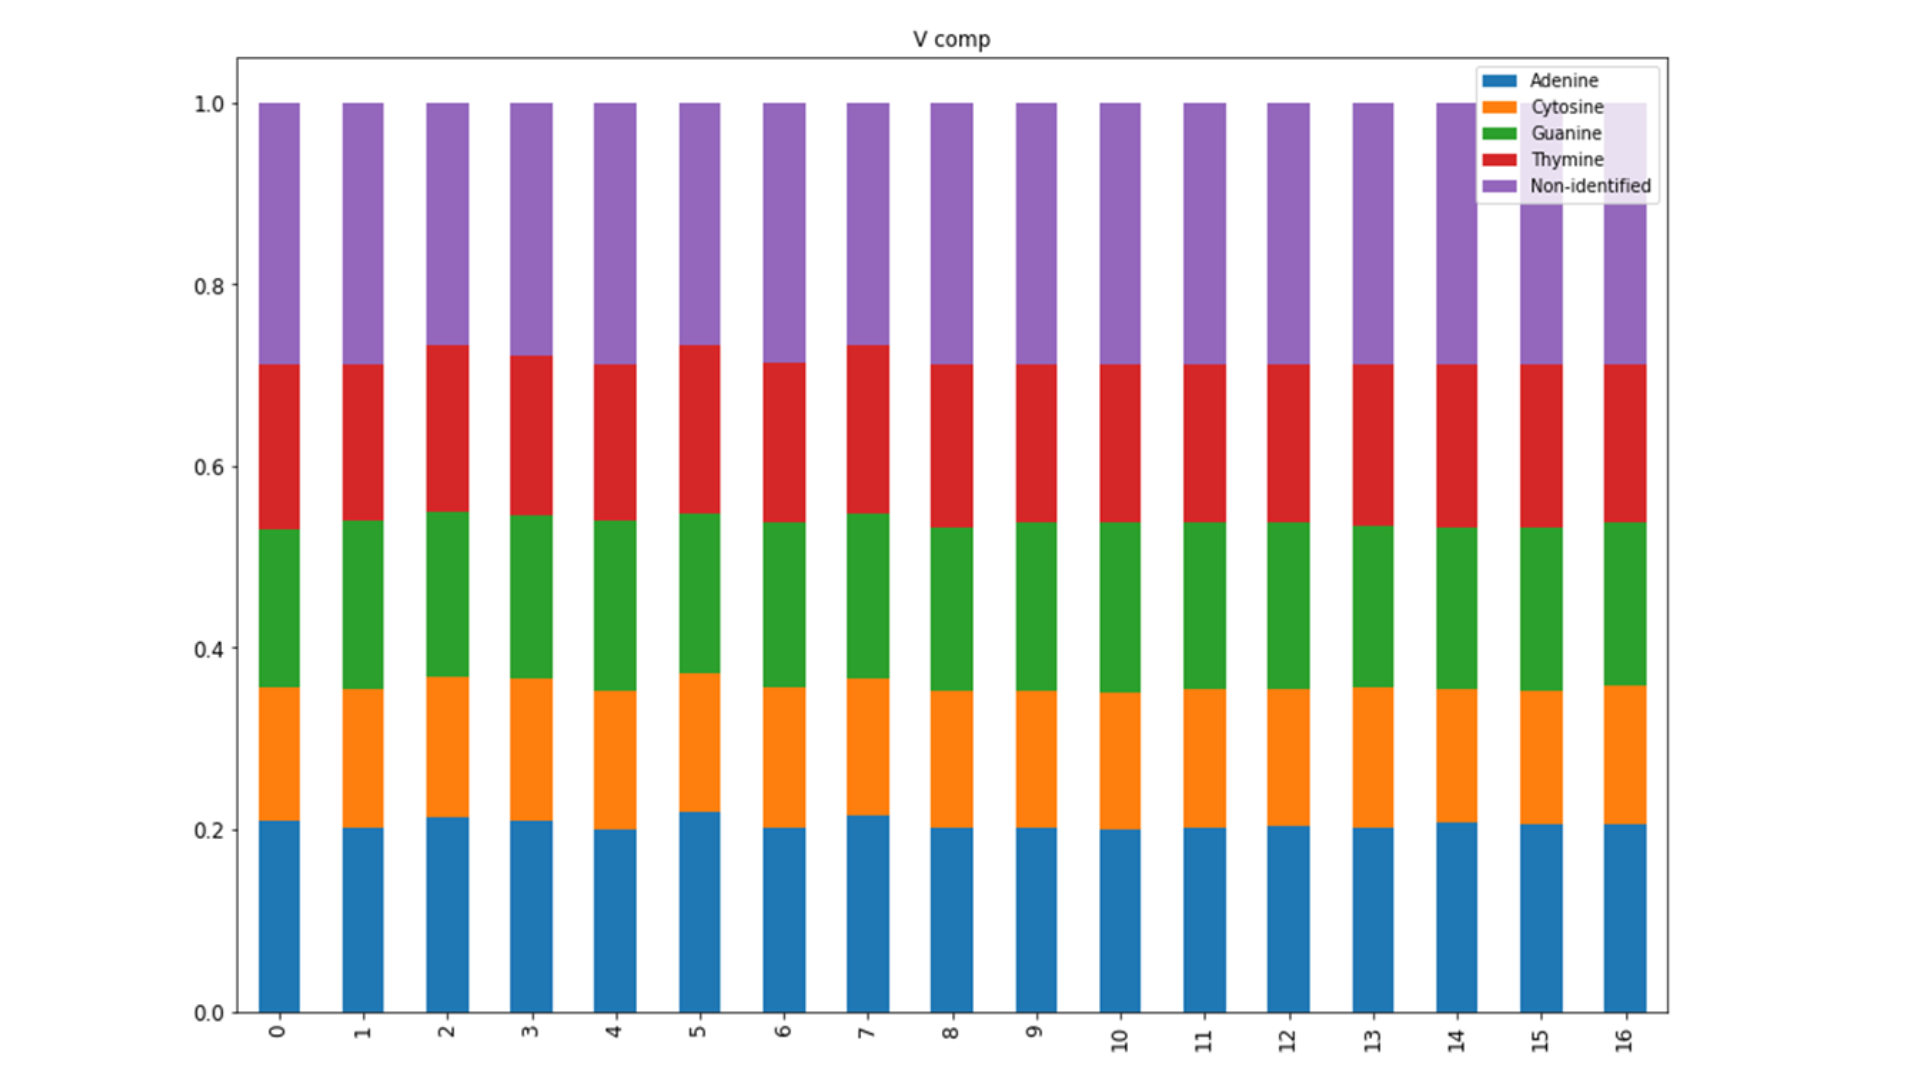 V comp
Adenine
Cytosine
Guanine
Thymine
Non-identified
1.0
0.8
0.6
0.4
0.2
0.0
0 1 2 3 4 5 6 7 8 9 10 11 12 13 14 15 16